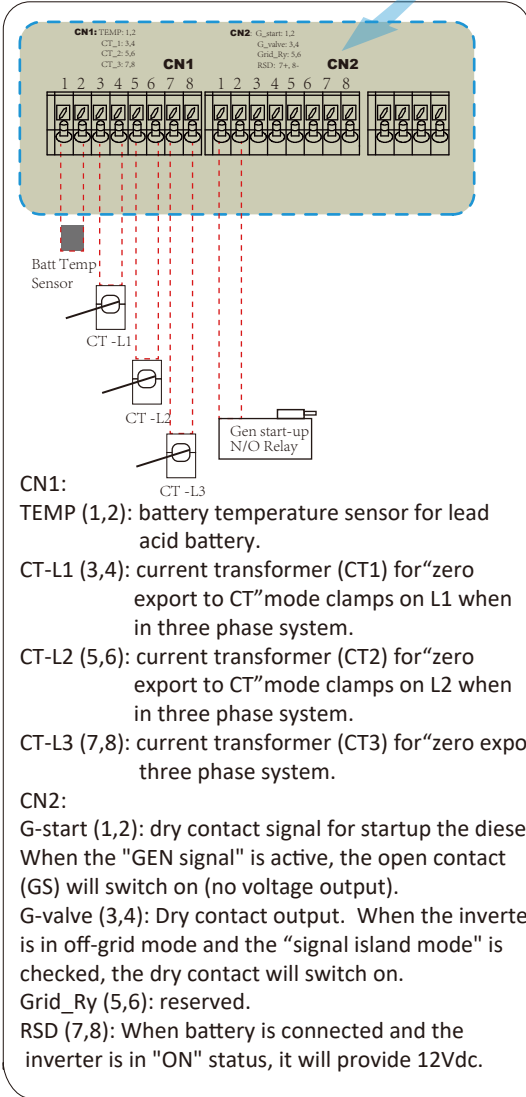 CN1: TEMP: 1,2
CT_1: 3,4
CT_2: 5,6
CT_3: 7,8
CN1
CN2: G_start: 1,2
G_valve: 3,4
Grid_Ry: 5,6
RSD: 7+, 8-
CN2
1 2 3 4 5 6 7 8
1 2 3 4 5 6 7 8
Batt Temp
Sensor
CT -L1
CT -L2
CT -L3
Gen start-up
N/O Relay
CN1:
TEMP (1,2): battery temperature sensor for lead
acid battery.
CT-L1 (3,4): current transformer (CT1) for“zero
export to CT”mode clamps on L1 when
in three phase system.
CT-L2 (5,6): current transformer (CT2) for“zero
export to CT”mode clamps on L2 when
in three phase system.
CT-L3 (7,8): current transformer (CT3) for“zero expo
three phase system.
CN2:
G-start (1,2): dry contact signal for startup the diese
When the "GEN signal" is active, the open contact
(GS) will switch on (no voltage output).
G-valve (3,4): Dry contact output. When the inverte
is in off-grid mode and the “signal island mode" is
checked, the dry contact will switch on.
Grid_Ry (5,6): reserved.
RSD (7,8): When battery is connected and the
inverter is in "ON" status, it will provide 12Vdc.